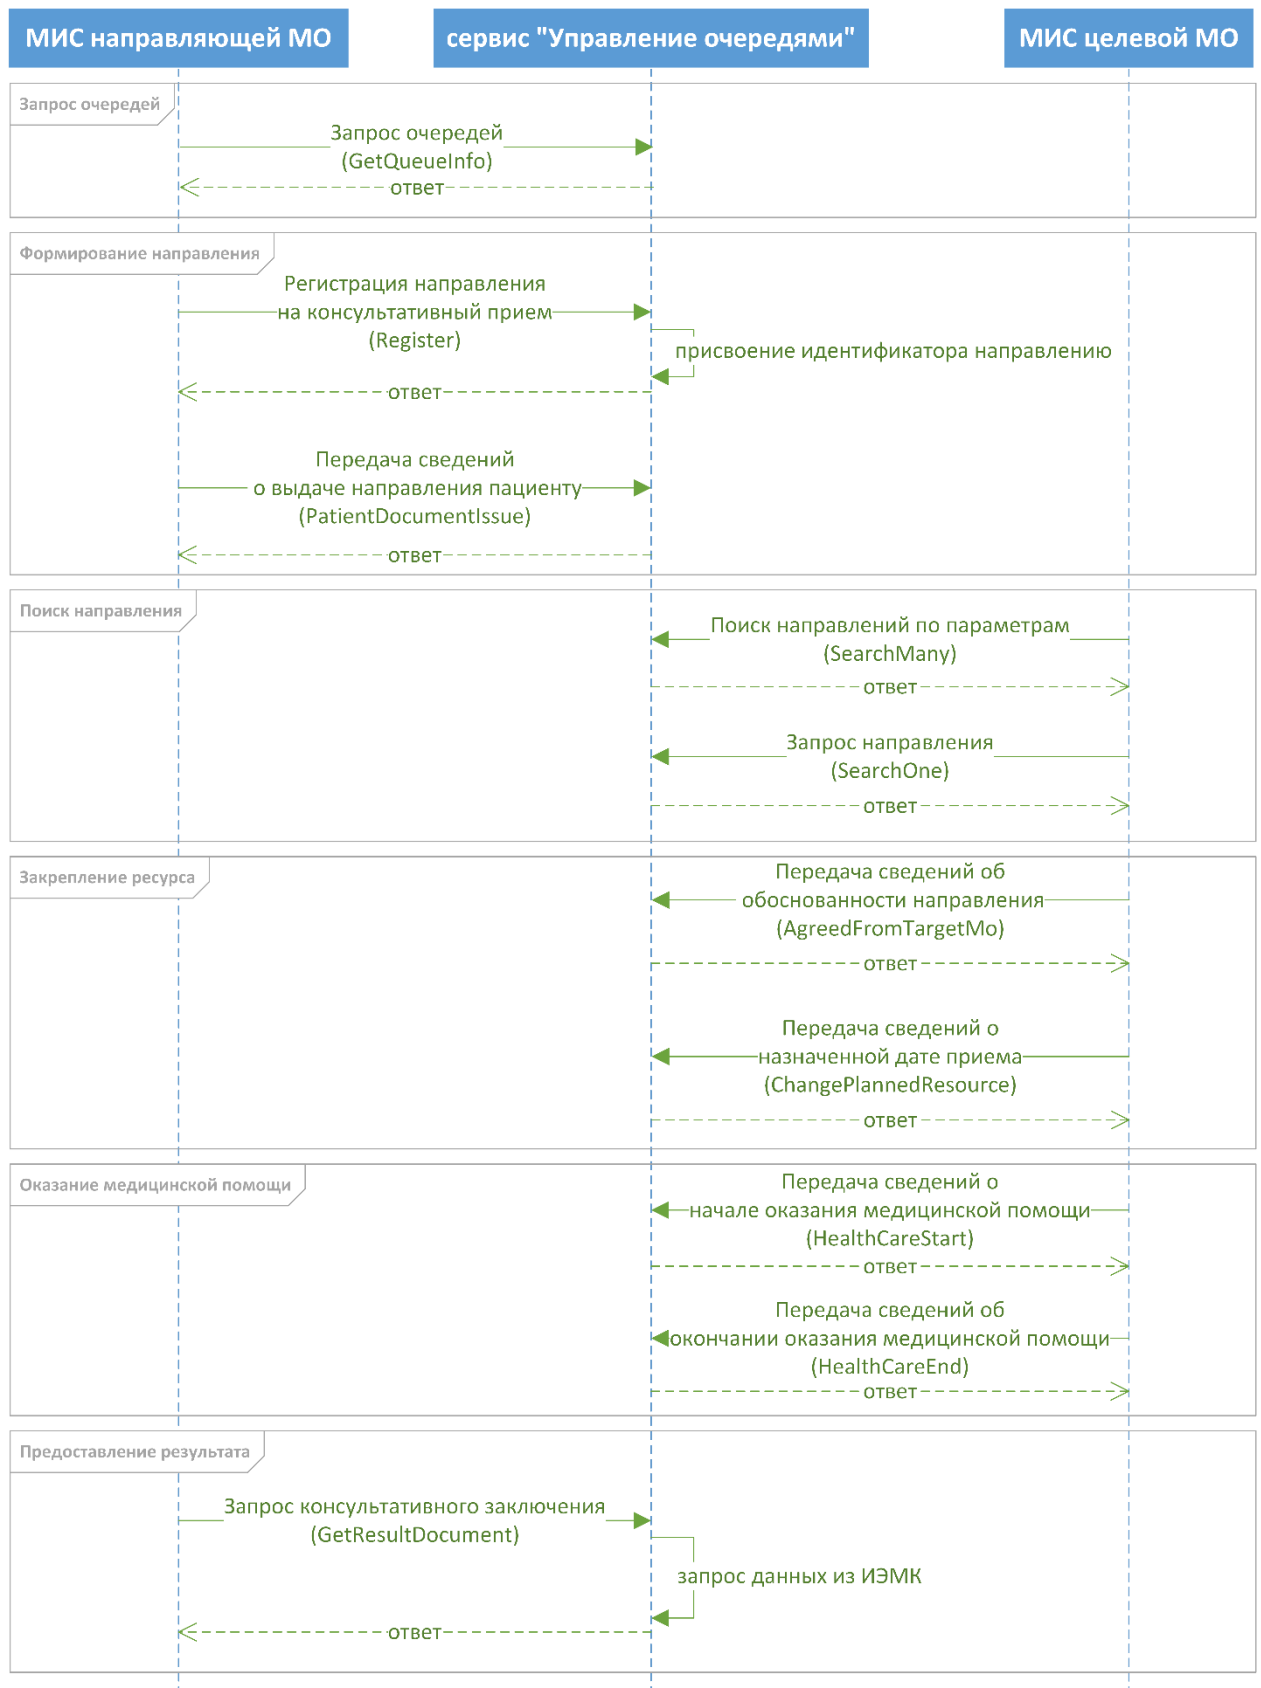 МИС направляющей МО
сервис "Управление очередями"
МИС целевой МО
Запрос очередей
Запрос очередей
(GetQueueInfo)
ответ
Формирование направления
Регистрация направления
на консультативный прием
(Register)
присвоение идентификатора направлению
ответ
Передача сведений
о выдаче направления пациенту
(PatientDocumentIssue)
ответ
Поиск направления
Поиск направлений по параметрам
(SearchMany)
ответ
Запрос направления
(SearchOne)
ответ
Закрепление ресурса
Передача сведений об
обоснованности направления
(AgreedFromTargetMo)
ответ
Передача сведений о
назначенной дате приема
(ChangePlannedResource)
ответ
Оказание медицинской помощи
Передача сведений о
начале оказания медицинской помощи
(HealthCareStart)
ответ
Передача сведений об
окончании оказания медицинской помощи
(HealthCareEnd)
ответ
Предоставление результата
Запрос консультативного заключения
(GetResultDocument)
запрос данных из ИЭМК
ответ